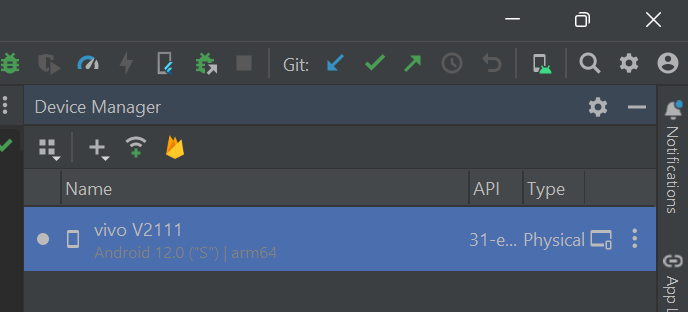 Git:
Device Manager
Name API Type
vivo V2111 31-e... Physical
Android 12.0 ("S") | arm64
Notifications
App